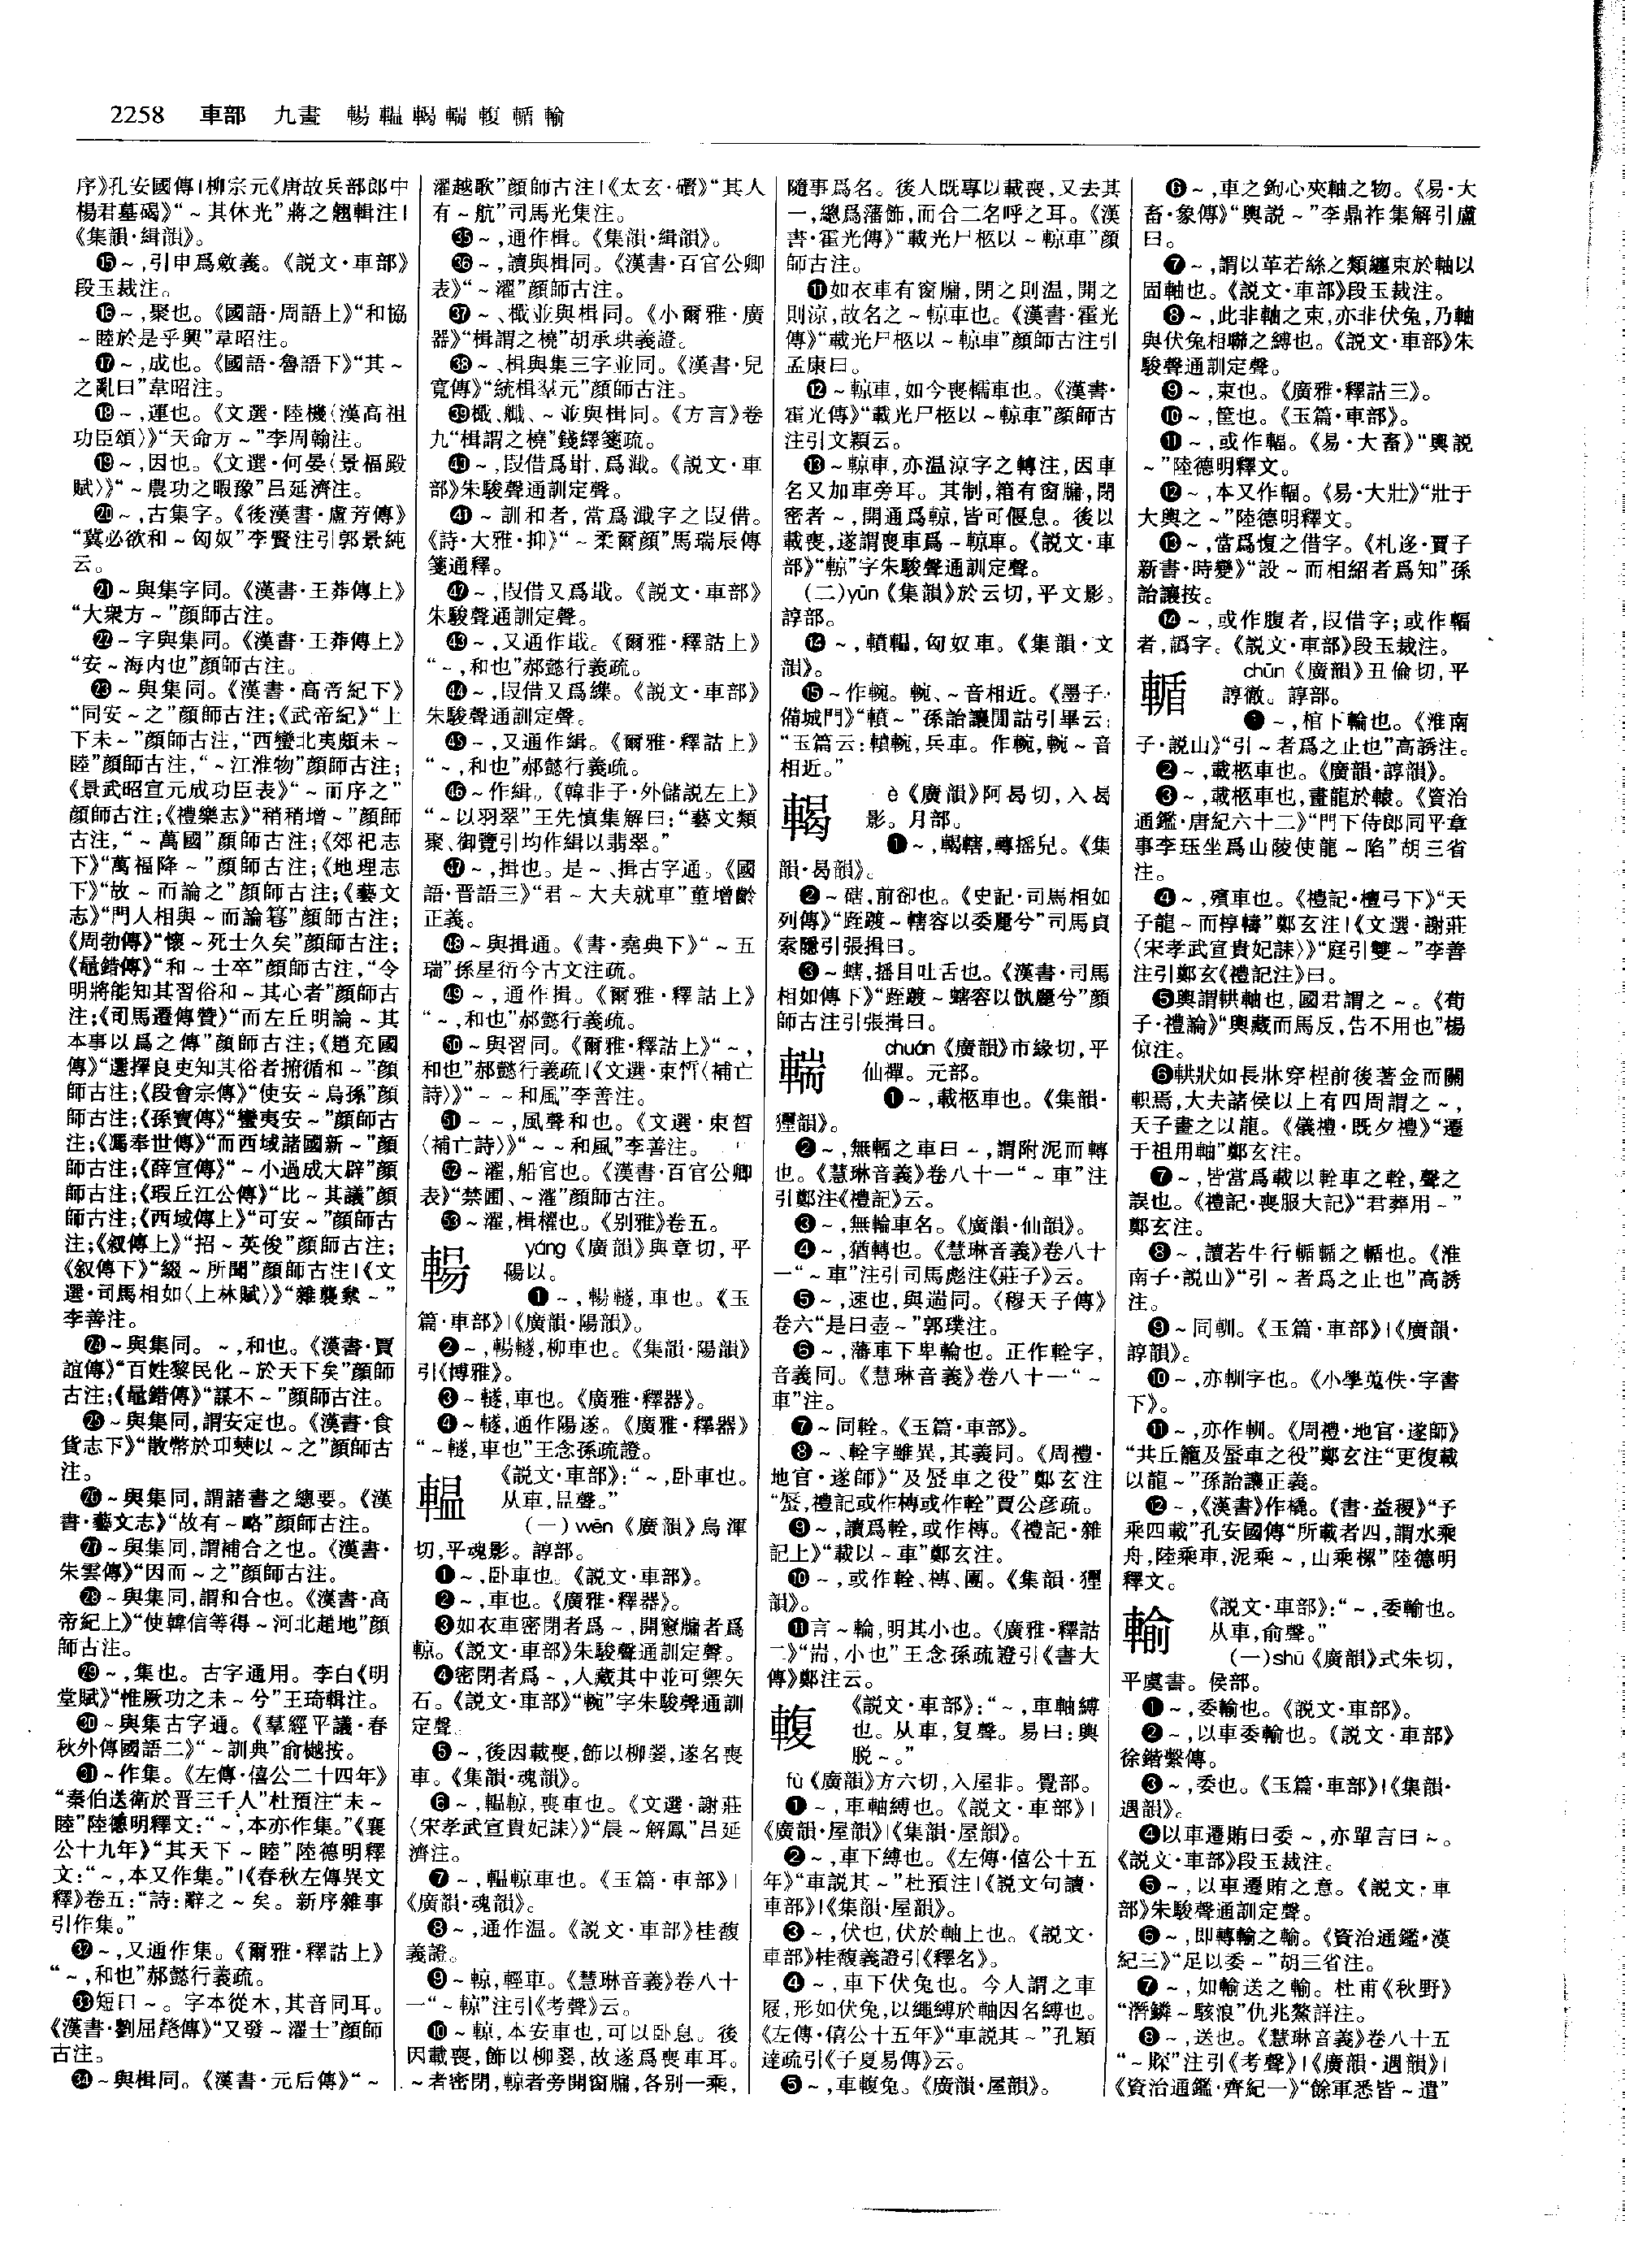 2258 車部 九畫 輰輼輵輲輹輴輸
序》孔安國傳|柳宗元《唐故兵部郎中
楊君墓碣》“～其休光”蔣之翹輯注|
《集韻·緝韻》。
⓯～,引申爲斂義。《説文·車部》
段玉裁注。
⓰～,聚也。《國語·周語上》“和協
～睦於是乎興”韋昭注。
⓱～,成也。《國語·魯語下》“其～
之亂曰”韋昭注。
⓲～,運也。《文選·陸機〈漢高祖
功臣頌〉》“天命方～”李周翰注。
⓳～,因也。《文選·何晏〈景福殿
賦〉》“～農功之暇豫”吕延濟注。
⓴～,古集字。《後漢書·盧芳傳》
“冀必欲和～匈奴”李賢注引郭景純
云。
㉑～與集字同。《漢書·王莽傳上》
“大衆方～”顔師古注。
㉒～字與集同。《漢書·王莽傳上》
“安～海内也”顔師古注。
㉓～與集同。《漢書·高帝紀下》
“同安～之”顔師古注;《武帝紀》“上
下未～”顔師古注,“西蠻北夷頗未～
睦”顔師古注,“～江淮物”顔師古注;
《景武昭宣元成功臣表》“～而序之”
顔師古注;《禮樂志》“稍稍增～”顔師
古注,“～萬國”顔師古注;《郊祀志
下》“萬福降～”顔師古注;《地理志
下》“故～而論之”顔師古注;《藝文
志》“門人相與～而論篹”顔師古注;
《周勃傳》“懷～死士久矣”顔師古注;
《鼂錯傳》“和～士卒”顔師古注,“令
明將能知其習俗和～其心者”顔師古
注;《司馬遷傳贊》“而左丘明論～其
本事以爲之傳”顔師古注;《趙充國
傳》“選擇良吏知其俗者拊循和～”顔
師古注;《段會宗傳》“使安～烏孫”顔
師古注;《孫寶傳》“蠻夷安～”顔師古
注;《馮奉世傳》“而西域諸國新～”顔
師古注;《薛宣傳》“～小過成大辟”顔
師古注;《瑕丘江公傳》“比～其議”顔
師古注;《西域傳上》“可安～”顔師古
注;《叙傳上》“招～英俊”顔師古注;
《叙傳下》“綴～所聞”顔師古注|《文
選·司馬相如〈上林賦〉》“雜襲絫～”
李善注。
㉔～與集同。～,和也。《漢書·賈
誼傳》“百姓黎民化～於天下矣”顔師
古注;《鼂錯傳》“謀不～”顔師古注。
㉕～與集同,謂安定也。《漢書·食
貨志下》“散幣於卭僰以～之”顔師古
注。
㉖～與集同,謂諸書之總要。《漢
書·藝文志》“故有～略”顔師古注。
㉗～與集同,謂補合之也。《漢書·
朱雲傳》“因而～之”顔師古注。
㉘～與集同,謂和合也。《漢書·高
帝紀上》“使韓信等得～河北趙地”顔
師古注。
㉙～,集也。古字通用。李白《明
堂賦》“惟厥功之未～兮”王琦輯注。
㉚～與集古字通。《羣經平議·春
秋外傳國語二》“～訓典”俞樾按。
㉛～作集。《左傳·僖公二十四年》
“秦伯送衛於晋三千人”杜預注“未～
睦”陸德明釋文:“～,本亦作集。”《襄
公十九年》“其天下～睦”陸德明釋
文:“～,本又作集。”|《春秋左傳異文
釋》卷五:“詩:辭之～矣。新序雜事
引作集。”
㉜～,又通作集。《爾雅·釋詁上》
“～,和也”郝懿行義疏。
㉝短曰～。字本從木,其音同耳。
《漢書·劉屈氂傳》“又發～濯士”顔師
古注。
㉞～與楫同。《漢書·元后傳》“～
濯越歌”顔師古注|《太玄·礥》“其人
有～航”司馬光集注。
㉟～,通作楫。《集韻·緝韻》。
㊱～,讀與楫同。《漢書·百官公卿
表》“～濯”顔師古注。
㊲～、檝並與楫同。《小爾雅·廣
器》“楫謂之橈”胡承珙義證。
㊳～、楫與集三字並同。《漢書·兒
寬傳》“統楫羣元”顔師古注。
㊴檝、艥、～並與楫同。《方言》卷
九“楫謂之橈”錢繹箋疏。
㊵～,叚借爲㙷,爲濈。《説文·車
部》朱駿聲通訓定聲。
㊶～訓和者,當爲濈字之叚借。
《詩·大雅·抑》“～柔爾顔”馬瑞辰傳
箋通釋。
㊷～,叚借又爲戢。《説文·車部》
朱駿聲通訓定聲。
㊸～,又通作戢。《爾雅·釋詁上》
“～,和也”郝懿行義疏。
㊹～,叚借又爲緤。《説文·車部》
朱駿聲通訓定聲。
㊺～,又通作緝。《爾雅·釋詁上》
“～,和也”郝懿行義疏。
㊻～作緝。《韓非子·外儲説左上》
“～以羽翠”王先慎集解曰:“藝文類
聚、御覽引均作緝以翡翠。”
㊼～,揖也。是～、揖古字通。《國
語·晋語三》“君～大夫就車”董增齡
正義。
㊽～與揖通。《書·堯典下》“～五
瑞”孫星衍今古文注疏。
㊾～,通作揖。《爾雅·釋詁上》
“～,和也”郝懿行義疏。
㊿～與習同。《爾雅·釋詁上》“～,
和也”郝懿行義疏|《文選·束晳〈補亡
詩〉》“～～和風”李善注。
51～～,風聲和也。《文選·束晳
〈補亡詩〉》“～～和風”李善注。
52～濯,船官也。《漢書·百官公卿
表》“禁圃、～濯”顔師古注。
53～濯,楫櫂也。《别雅》卷五。
輰 yáng《廣韻》與章切,平
陽以。
❶～,輰䡵,車也。《玉
篇·車部》|《廣韻·陽韻》。
❷～,輰䡵,柳車也。《集韻·陽韻》
引《博雅》。
❸～䡵,車也。《廣雅·釋器》。
❹～䡵,通作陽遂。《廣雅·釋器》
“～䡵,車也”王念孫疏證。
輼 《説文·車部》:“～,卧車也。
从車,昷聲。”
(一)wēn《廣韻》烏渾
切,平魂影。諄部。
❶～,卧車也。《説文·車部》。
❷～,車也。《廣雅·釋器》。
❸如衣車密閉者爲～,開窻牖者爲
輬。《説文·車部》朱駿聲通訓定聲。
❹密閉者爲～,人藏其中並可禦矢
石。《説文·車部》“輓”字朱駿聲通訓
定聲。
❺～,後因載喪,飾以柳翣,遂名喪
車。《集韻·魂韻》。
❻～,輼輬,喪車也。《文選·謝莊
〈宋孝武宣貴妃誄〉》“晨～解鳳”吕延
濟注。
❼～,輼輬車也。《玉篇·車部》|
《廣韻·魂韻》。
❽～,通作温。《説文·車部》桂馥
義證。
❾～輬,輕車。《慧琳音義》卷八十
一“～輬”注引《考聲》云。
❿～輬,本安車也,可以卧息。後
因載喪,飾以柳翣,故遂爲喪車耳。
～者密閉,輬者旁開窗牖,各别一乘,
隨事爲名。後人既專以載喪,又去其
一,總爲藩飾,而合二名呼之耳。《漢
書·霍光傳》“載光尸柩以～輬車”顔
師古注。
⓫如衣車有窗牖,閉之則温,開之
則涼,故名之～輬車也。《漢書·霍光
傳》“載光尸柩以～輬車”顔師古注引
孟康曰。
⓬～輬車,如今喪轜車也。《漢書·
霍光傳》“載光尸柩以～輬車”顔師古
注引文穎云。
⓭～輬車,亦温涼字之轉注,因車
名又加車旁耳。其制,箱有窗牖,閉
密者～,開通爲輬,皆可偃息。後以
載喪,遂謂喪車爲～輬車。《説文·車
部》“輬”字朱駿聲通訓定聲。
(二)yūn《集韻》於云切,平文影。
諄部。
⓮～,轒輼,匈奴車。《集韻·文
韻》。
⓯～作䡝。䡝、～音相近。《墨子·
備城門》“轒～”孫詒讓閒詁引畢云:
“玉篇云:轒䡝,兵車。作䡝,䡝～音
相近。”
輵 è《廣韻》阿曷切,入曷
影。月部。
❶～,輵轄,轉摇皃。《集
韻·曷韻》。
❷～磍,前卻也。《史記·司馬相如
列傳》“跮踱～轄容以委麗兮”司馬貞
索隱引張揖曰。
❸～螛,摇目吐舌也。《漢書·司馬
相如傳下》“跮踱～螛容以骫麗兮”顔
師古注引張揖曰。
輲 chuán《廣韻》市緣切,平
仙禪。元部。
❶～,載柩車也。《集韻·
㺵韻》。
❷～,無輻之車曰～,謂附泥而轉
也。《慧琳音義》卷八十一“～車”注
引鄭注《禮記》云。
❸～,無輪車名。《廣韻·仙韻》。
❹～,猶轉也。《慧琳音義》卷八十
一“～車”注引司馬彪注《莊子》云。
❺～,速也,與遄同。《穆天子傳》
卷六“是曰壺～”郭璞注。
❻～,藩車下卑輪也。正作輇字,
音義同。《慧琳音義》卷八十一“～
車”注。
❼～同輇。《玉篇·車部》。
❽～、輇字雖異,其義同。《周禮·
地官·遂師》“及蜃車之役”鄭玄注
“蜃,禮記或作槫或作輇”賈公彦疏。
❾～,讀爲輇,或作槫。《禮記·雜
記上》“載以～車”鄭玄注。
❿～,或作輇、槫、團。《集韻·㺵
韻》。
⓫言～輪,明其小也。《廣雅·釋詁
二》“耑,小也”王念孫疏證引《書大
傳》鄭注云。
輹 《説文·車部》:“～,車軸縛
也。从車,复聲。易曰:輿
脱～。”
fù《廣韻》方六切,入屋非。覺部。
❶～,車軸縛也。《説文·車部》|
《廣韻·屋韻》|《集韻·屋韻》。
❷～,車下縛也。《左傳·僖公十五
年》“車説其～”杜預注|《説文句讀·
車部》|《集韻·屋韻》。
❸～,伏也,伏於軸上也。《説文·
車部》桂馥義證引《釋名》。
❹～,車下伏兔也。今人謂之車
屐,形如伏兔,以繩縛於軸因名縛也。
《左傳·僖公十五年》“車説其～”孔穎
達疏引《子夏易傳》云。
❺～,車輹兔。《廣韻·屋韻》。
❻～,車之鉤心夾軸之物。《易·大
畜·象傳》“輿説～”李鼎祚集解引盧
曰。
❼～,謂以革若絲之類纏束於軸以
固軸也。《説文·車部》段玉裁注。
❽～,此非軸之束,亦非伏兔,乃軸
與伏兔相聯之縛也。《説文·車部》朱
駿聲通訓定聲。
❾～,束也。《廣雅·釋詁三》。
❿～,筐也。《玉篇·車部》。
⓫～,或作輻。《易·大畜》“輿説
～”陸德明釋文。
⓬～,本又作輻。《易·大壯》“壯于
大輿之～”陸德明釋文。
⓭～,當爲復之借字。《札迻·賈子
新書·時變》“設～而相紹者爲知”孫
詒讓按。
⓮～,或作腹者,叚借字;或作輻
者,譌字。《説文·車部》段玉裁注。
輴 chūn《廣韻》丑倫切,平
諄徹。諄部。
❶～,棺下輪也。《淮南
子·説山》“引～者爲之止也”高誘注。
❷～,載柩車也。《廣韻·諄韻》。
❸～,載柩車也,畫龍於轅。《資治
通鑑·唐紀六十二》“門下侍郎同平章
事李珏坐爲山陵使龍～陷”胡三省
注。
❹～,殯車也。《禮記·檀弓下》“天
子龍～而椁幬”鄭玄注|《文選·謝莊
〈宋孝武宣貴妃誄〉》“庭引雙～”李善
注引鄭玄《禮記注》曰。
❺輿謂軼軸也,國君謂之～。《荀
子·禮論》“輿藏而馬反,告不用也”楊
倞注。
❻軼狀如長牀穿桯前後著金而關
軹焉,大夫諸侯以上有四周謂之～,
天子畫之以龍。《儀禮·既夕禮》“遷
于祖用軸”鄭玄注。
❼～,皆當爲載以輇車之輇,聲之
誤也。《禮記·喪服大記》“君葬用～”
鄭玄注。
❽～,讀若牛行輴輴之輴也。《淮
南子·説山》“引～者爲之止也”高誘
注。
❾～同輁。《玉篇·車部》|《廣韻·
諄韻》。
❿～,亦輁字也。《小學蒐佚·字書
下》。
⓫～,亦作輁。《周禮·地官·遂師》
“共丘籠及蜃車之役”鄭玄注“更復載
以龍～”孫詒讓正義。
⓬～,《漢書》作橇。《書·益稷》“予
乘四載”孔安國傳“所載者四,謂水乘
舟,陸乘車,泥乘～,山乘樏”陸德明
釋文。
輸 《説文·車部》:“～,委輸也。
从車,俞聲。”
(一)shū《廣韻》式朱切,
平虞書。侯部。
❶～,委輸也。《説文·車部》。
❷～,以車委輸也。《説文·車部》
徐鍇繫傳。
❸～,委也。《玉篇·車部》|《集韻·
遇韻》。
❹以車遷賄曰委～,亦單言曰～。
《説文·車部》段玉裁注。
❺～,以車遷賄之意。《説文·車
部》朱駿聲通訓定聲。
❻～,即轉輸之輸。《資治通鑑·漢
紀三》“足以委～”胡三省注。
❼～,如輸送之輸。杜甫《秋野》
“潛鱗～駭浪”仇兆鰲詳注。
❽～,送也。《慧琳音義》卷八十五
“～賝”注引《考聲》|《廣韻·遇韻》|
《資治通鑑·齊紀一》“餘軍悉皆～遣”